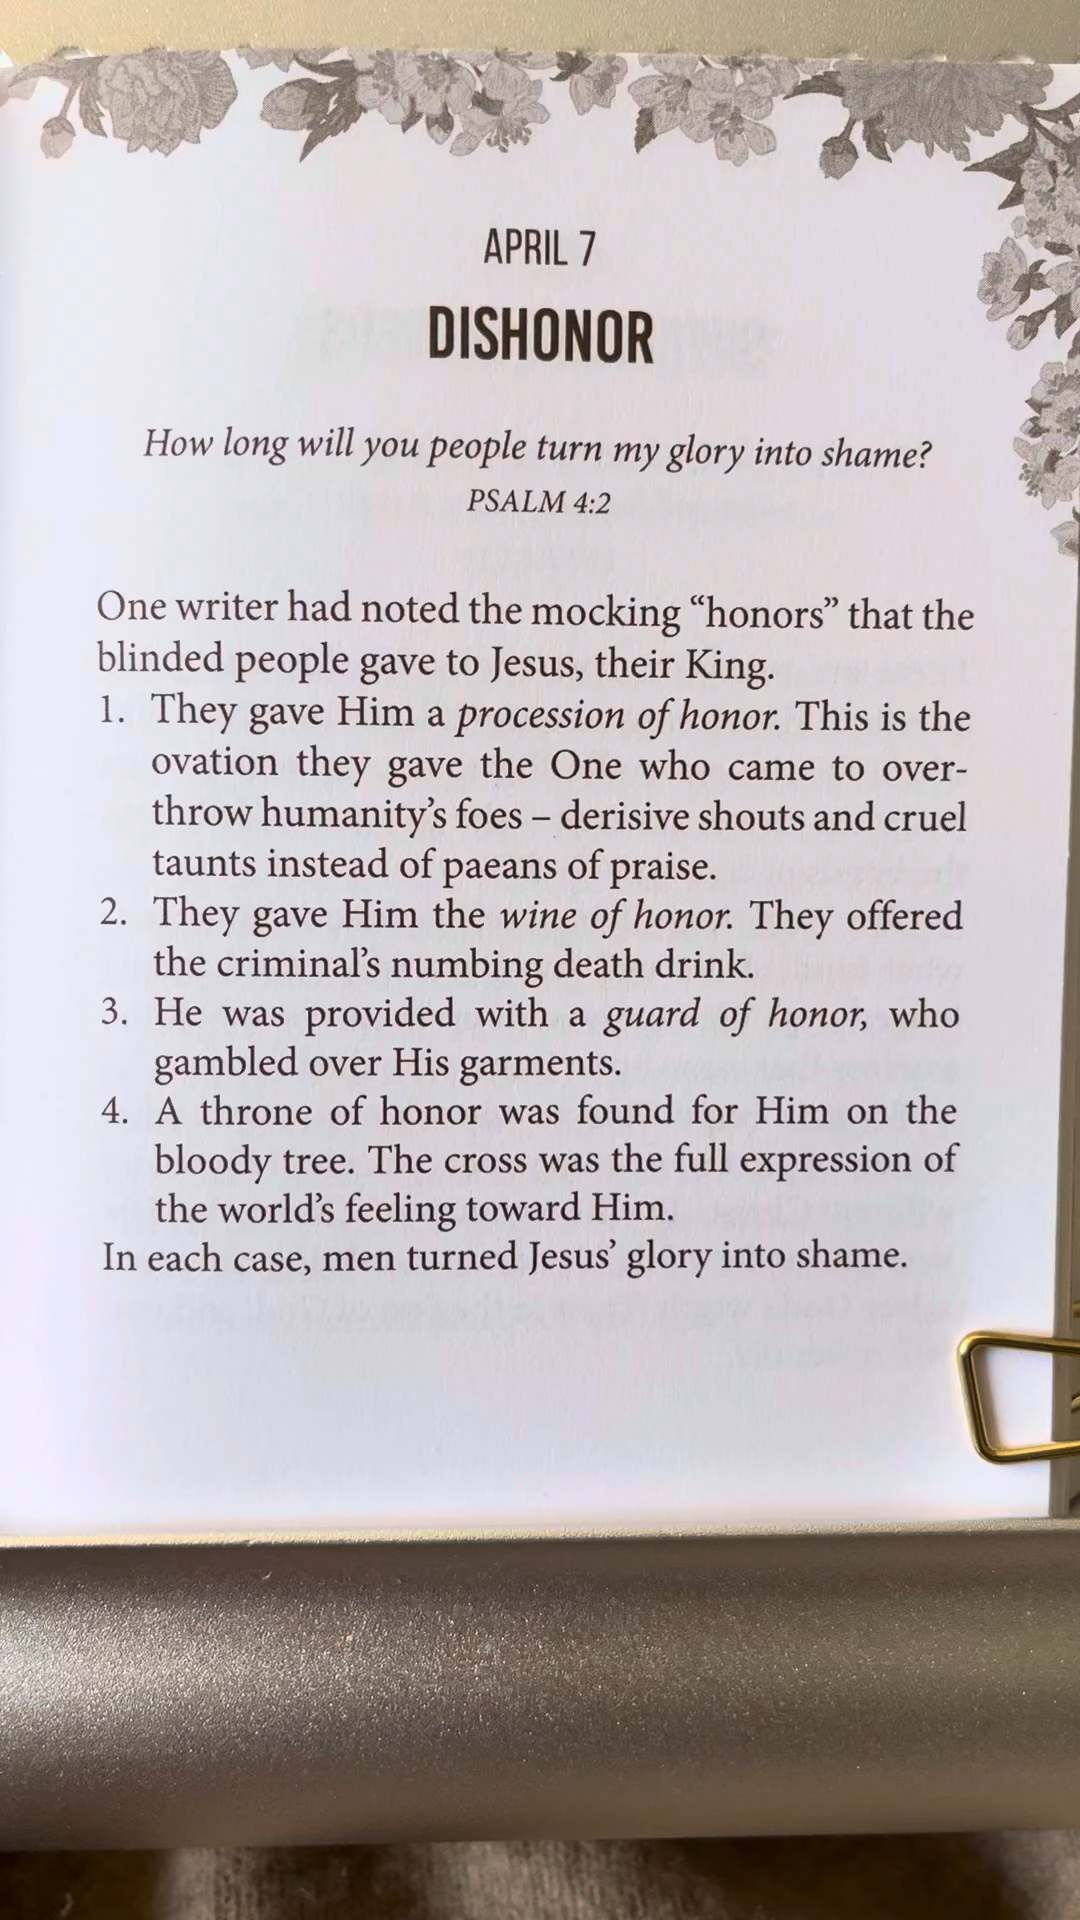 APRIL 7
DISHONOR
How long will you people turn my glory into shame?
PSALM 4:2
One writer had noted the mocking “honors” that the
blinded people gave to Jesus, their King.
1. They gave Him a procession of honor. This is the
ovation they gave the One who came to over-
throw humanity’s foes – derisive shouts and cruel
taunts instead of paeans of praise.
2. They gave Him the wine of honor. They offered
the criminal’s numbing death drink.
3. He was provided with a guard of honor, who
gambled over His garments.
4. A throne of honor was found for Him on the
bloody tree. The cross was the full expression of
the world’s feeling toward Him.
In each case, men turned Jesus’ glory into shame.